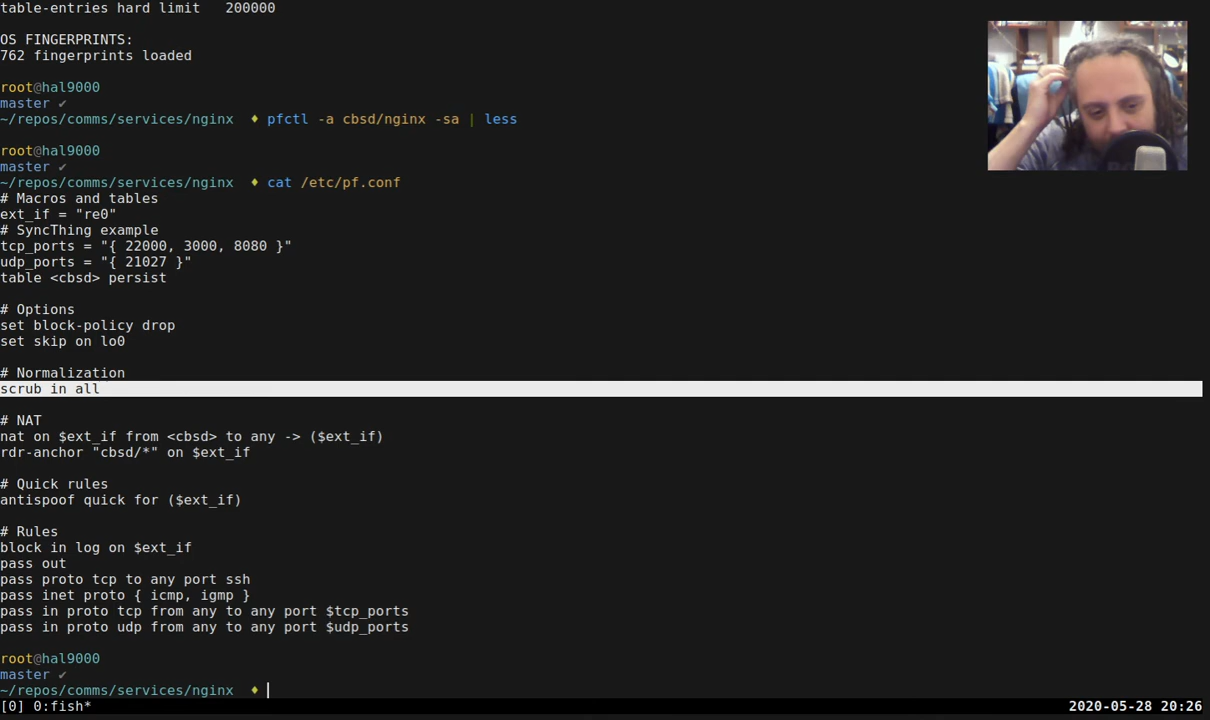 table-entries hard limit   200000
OS FINGERPRINTS:
762 fingerprints loaded
root@hal9000
master ✔
~/repos/comms/services/nginx  ♦ pfctl -a cbsd/nginx -sa | less
root@hal9000
master ✔
~/repos/comms/services/nginx  ♦ cat /etc/pf.conf
# Macros and tables
ext_if = "re0"
# SyncThing example
tcp_ports = "{ 22000, 3000, 8080 }"
udp_ports = "{ 21027 }"
table <cbsd> persist
# Options
set block-policy drop
set skip on lo0
# Normalization
scrub in all
# NAT
nat on $ext_if from <cbsd> to any -> ($ext_if)
rdr-anchor "cbsd/*" on $ext_if
# Quick rules
antispoof quick for ($ext_if)
# Rules
block in log on $ext_if
pass out
pass proto tcp to any port ssh
pass inet proto { icmp, igmp }
pass in proto tcp from any to any port $tcp_ports
pass in proto udp from any to any port $udp_ports
root@hal9000
master ✔
~/repos/comms/services/nginx  ♦
[0] 0:fish* 2020-05-28 20:26